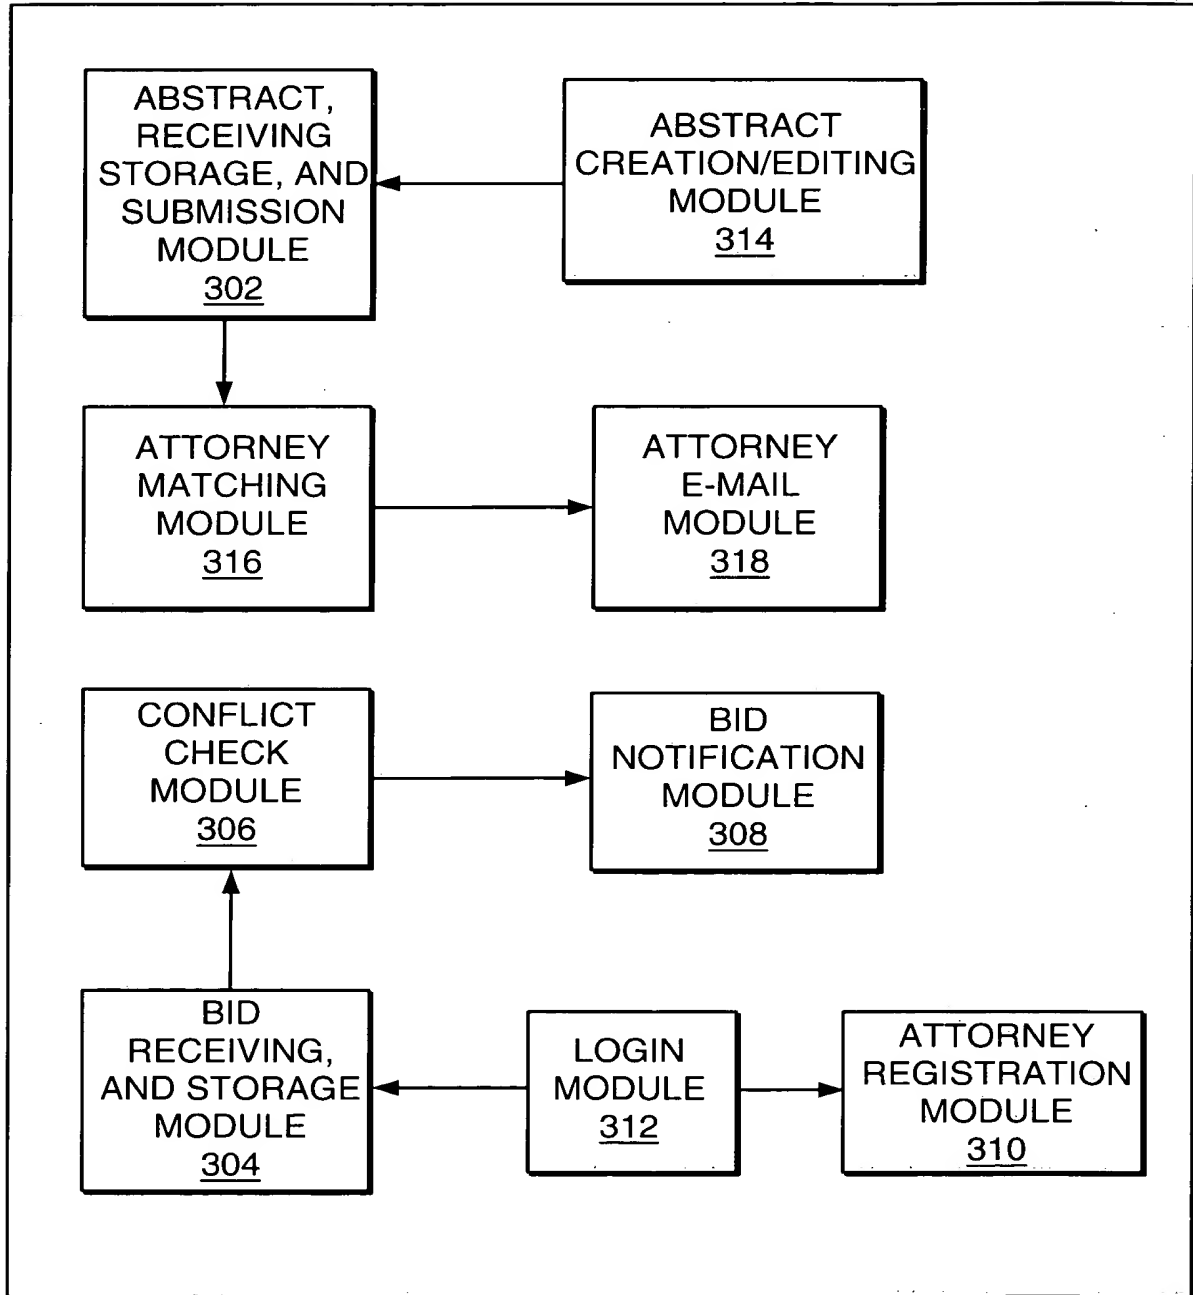 ABSTRACT,
RECEIVING
STORAGE, AND
SUBMISSION
MODULE
302
ABSTRACT
CREATION/EDITING
MODULE
314
ATTORNEY
MATCHING
MODULE
316
ATTORNEY
E-MAIL
MODULE
318
CONFLICT
CHECK
MODULE
306
BID
NOTIFICATION
MODULE
308
BID
RECEIVING,
AND STORAGE
MODULE
304
LOGIN
MODULE
312
ATTORNEY
REGISTRATION
MODULE
310